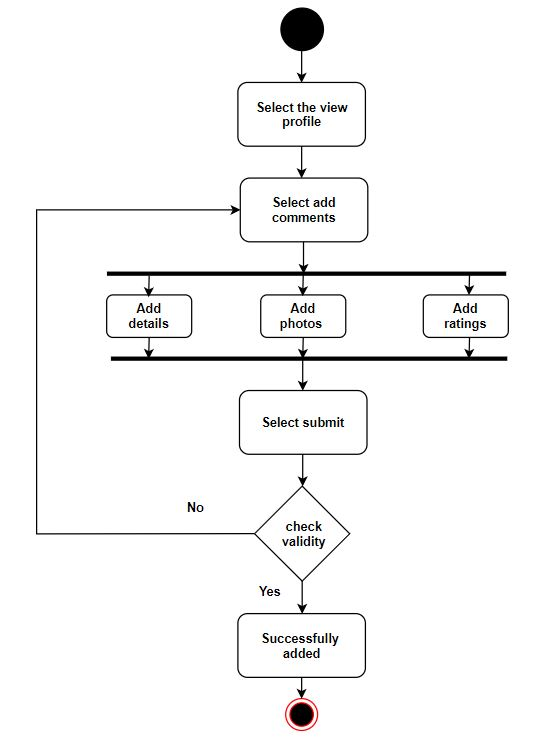 Select the view
profile
Select add
comments
Add
details
Add
photos
Add
ratings
Select submit
No
check
validity
Yes
Successfully
added